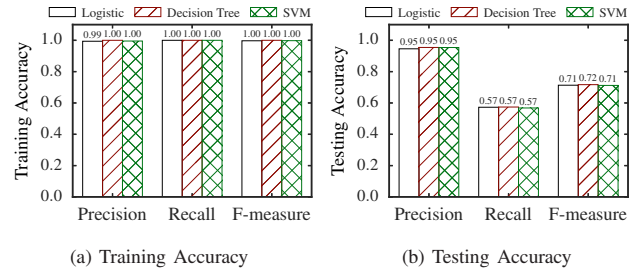 Logistic Decision Tree SVM
0.99 1.00 1.00 1.00 1.00 1.00 1.00 1.00 1.00
Training Accuracy
1.0
0.8
0.6
0.4
0.2
0.0
Precision Recall F-measure
(a) Training Accuracy
Logistic Decision Tree SVM
0.95 0.95 0.95
0.57 0.57 0.57
0.71 0.72 0.71
Testing Accuracy
1.0
0.8
0.6
0.4
0.2
0.0
Precision Recall F-measure
(b) Testing Accuracy